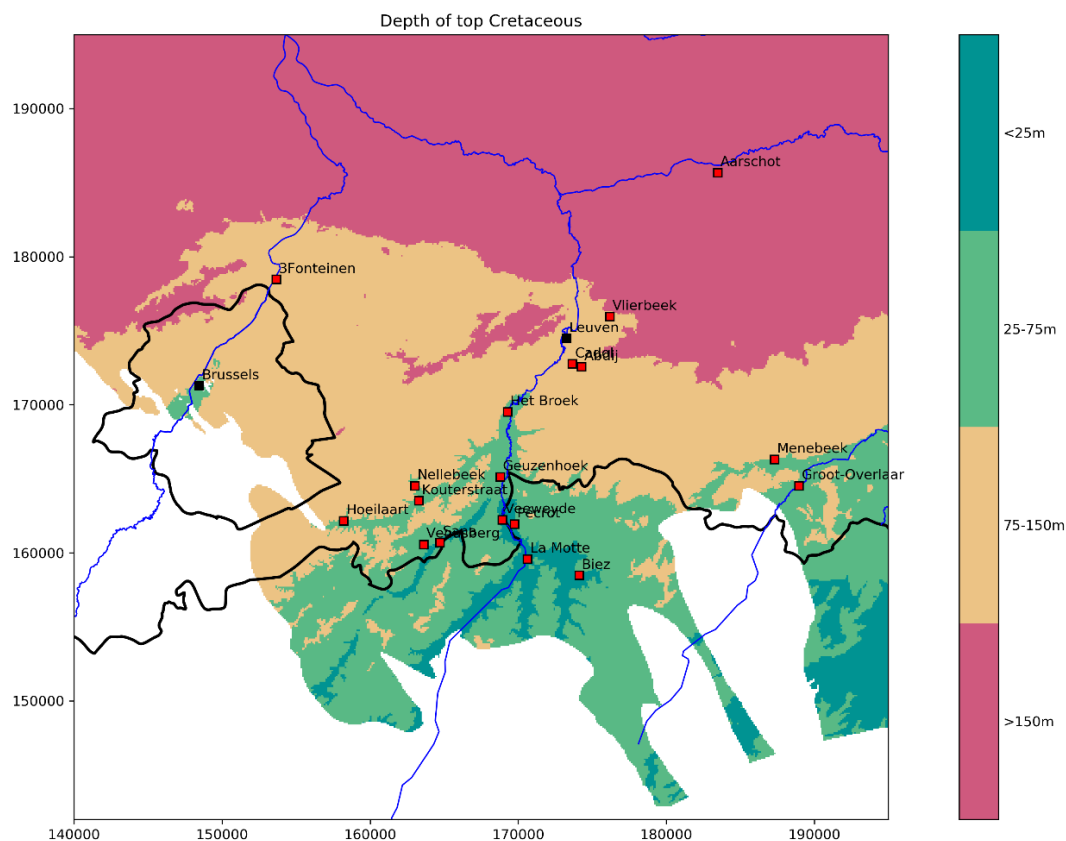 Depth of top Cretaceous
190000
180000
170000
160000
150000
140000
150000
160000
170000
180000
190000
Aarschot
3Fonteinen
Vlierbeek
Leuven
Abdij
Brussels
Het Broek
Menebeek
Geuzenhoek
Nellebeek
Groot-Overlaar
Kouterstraat
Hoeilaart
Veeweyde
Pécrot
La Motte
Biez
<25m
25-75m
75-150m
>150m